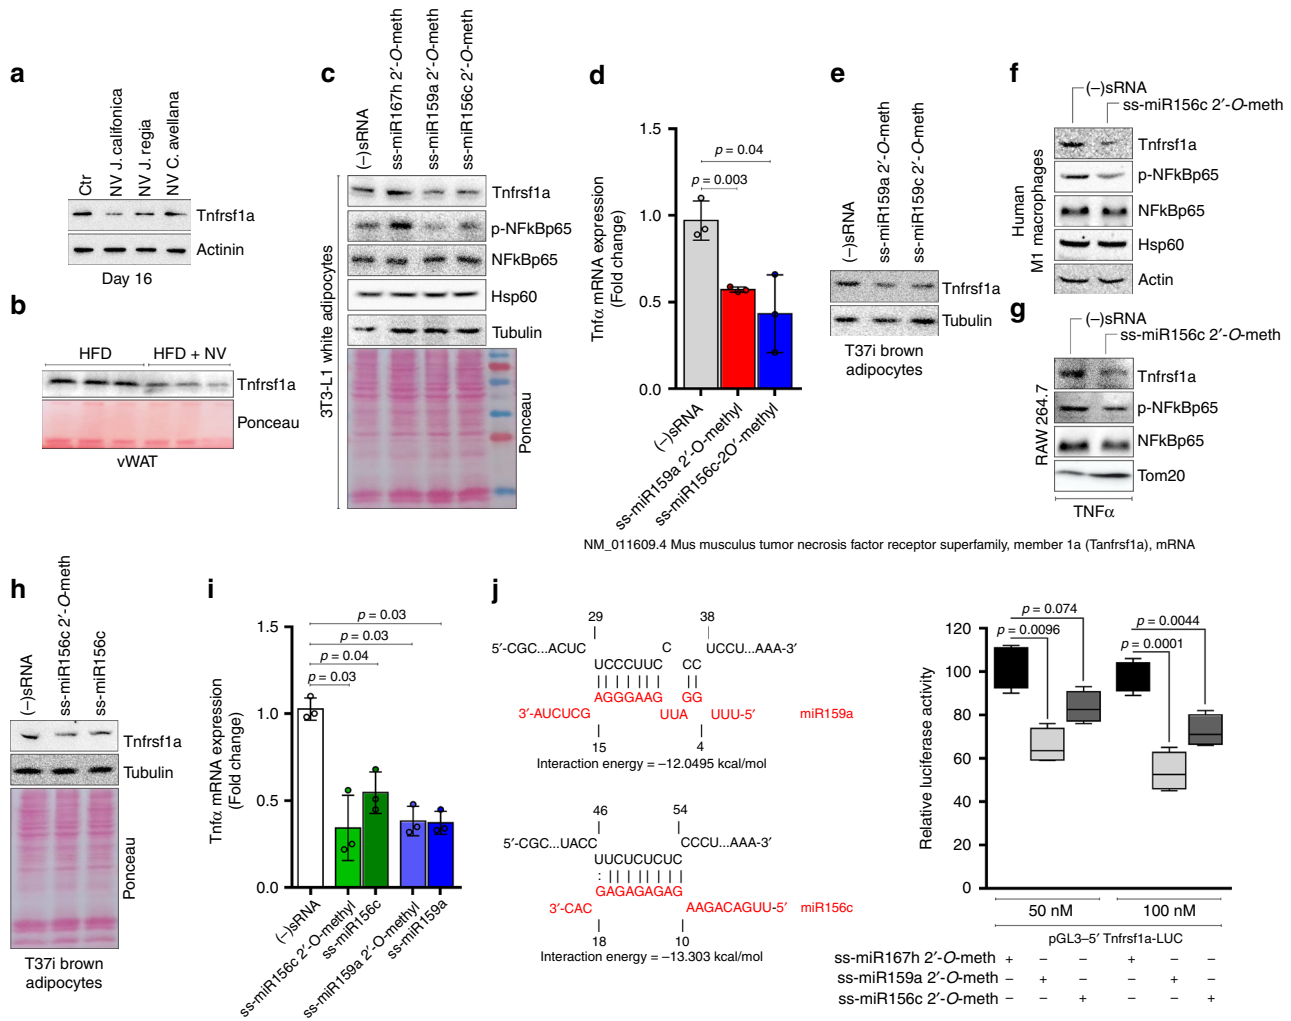 a
Ctr
NV J. califonica
NV J. regia
NV C. avellana
Tnfrsf1a
Actinin
Day 16
b
HFD
HFD + NV
Tnfrsf1a
Ponceau
vWAT
c
(–)sRNA
ss-miR167h 2′-O-meth
ss-miR159a 2′-O-meth
ss-miR156c 2′-O-meth
3T3-L1 white adipocytes
Tnfrsf1a
p-NFkBp65
NFkBp65
Hsp60
Tubulin
Ponceau
d
Tnfα mRNA expression
(Fold change)
1.5
1.0
0.5
0.0
p = 0.04
p = 0.003
(–)sRNA
ss-miR159a 2′-O-methyl
ss-miR156c-2O′-methyl
e
(–)sRNA
ss-miR159a 2′-O-meth
ss-miR159c 2′-O-meth
Tnfrsf1a
Tubulin
T37i brown
adipocytes
f
(–)sRNA
ss-miR156c 2′-O-meth
Human
M1 macrophages
Tnfrsf1a
p-NFkBp65
NFkBp65
Hsp60
Actin
g
(–)sRNA
ss-miR156c 2′-O-meth
RAW 264.7
Tnfrsf1a
p-NFkBp65
NFkBp65
Tom20
TNFα
NM_011609.4 Mus musculus tumor necrosis factor receptor superfamily, member 1a (Tanfrsf1a), mRNA
h
(–)sRNA
ss-miR156c 2′-O-meth
ss-miR156c
Tnfrsf1a
Tubulin
Ponceau
T37i brown
adipocytes
i
Tnfα mRNA expression
(Fold change)
1.5
1.0
0.5
0.0
p = 0.03
p = 0.03
p = 0.04
p = 0.03
(–)sRNA
ss-miR156c 2′-O-methyl
ss-miR156c
ss-miR159a 2′-O-methyl
ss-miR159a
j
29 38
5′-CGC...ACUC C UCCU...AAA-3′
UCCCUUC CC
AGGGAAG GG
3′-AUCUCG UUA UUU-5′ miR159a
15 4
Interaction energy = –12.0495 kcal/mol
46 54
5′-CGC...UACC CCCU...AAA-3′
UUCUCUCUC
:
GAGAGAGAG
3′-CAC AAGACAGUU-5′ miR156c
18 10
Interaction energy = –13.303 kcal/mol
Relative luciferase activity
120
100
80
60
40
20
0
p = 0.074
p = 0.0096
p = 0.0044
p = 0.0001
50 nM 100 nM
pGL3–5′ Tnfrsf1a-LUC
ss-miR167h 2′-O-meth + – – + – –
ss-miR159a 2′-O-meth – + – – + –
ss-miR156c 2′-O-meth – – + – – +